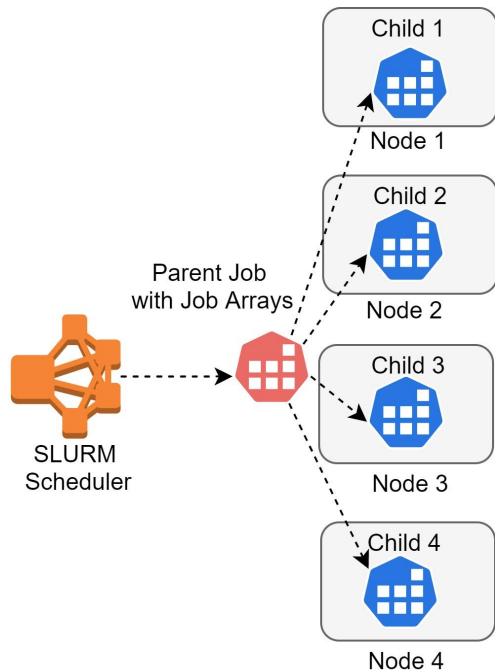 Child 1
Node 1
Child 2
Node 2
Parent Job
with Job Arrays
SLURM
Scheduler
Child 3
Node 3
Child 4
Node 4